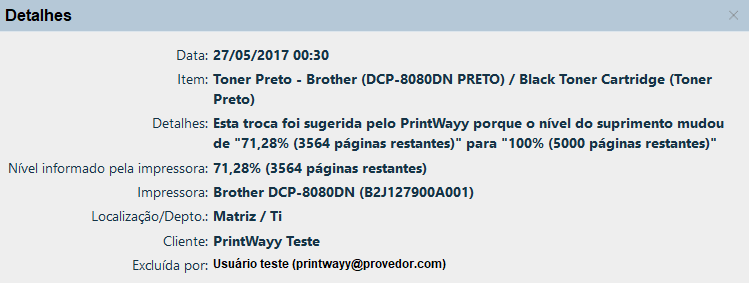 Detalhes
Data: 27/05/2017 00:30
Item: Toner Preto - Brother (DCP-8080DN PRETO) / Black Toner Cartridge (Toner
Preto)
Detalhes: Esta troca foi sugerida pelo PrintWayy porque o nível do suprimento mudou
de "71,28% (3564 páginas restantes)" para "100% (5000 páginas restantes)"
Nível informado pela impressora: 71,28% (3564 páginas restantes)
Impressora: Brother DCP-8080DN (B2J127900A001)
Localização/Depto.: Matriz / Ti
Cliente: PrintWayy Teste
Excluída por: Usuário teste (printwayy@provedor.com)